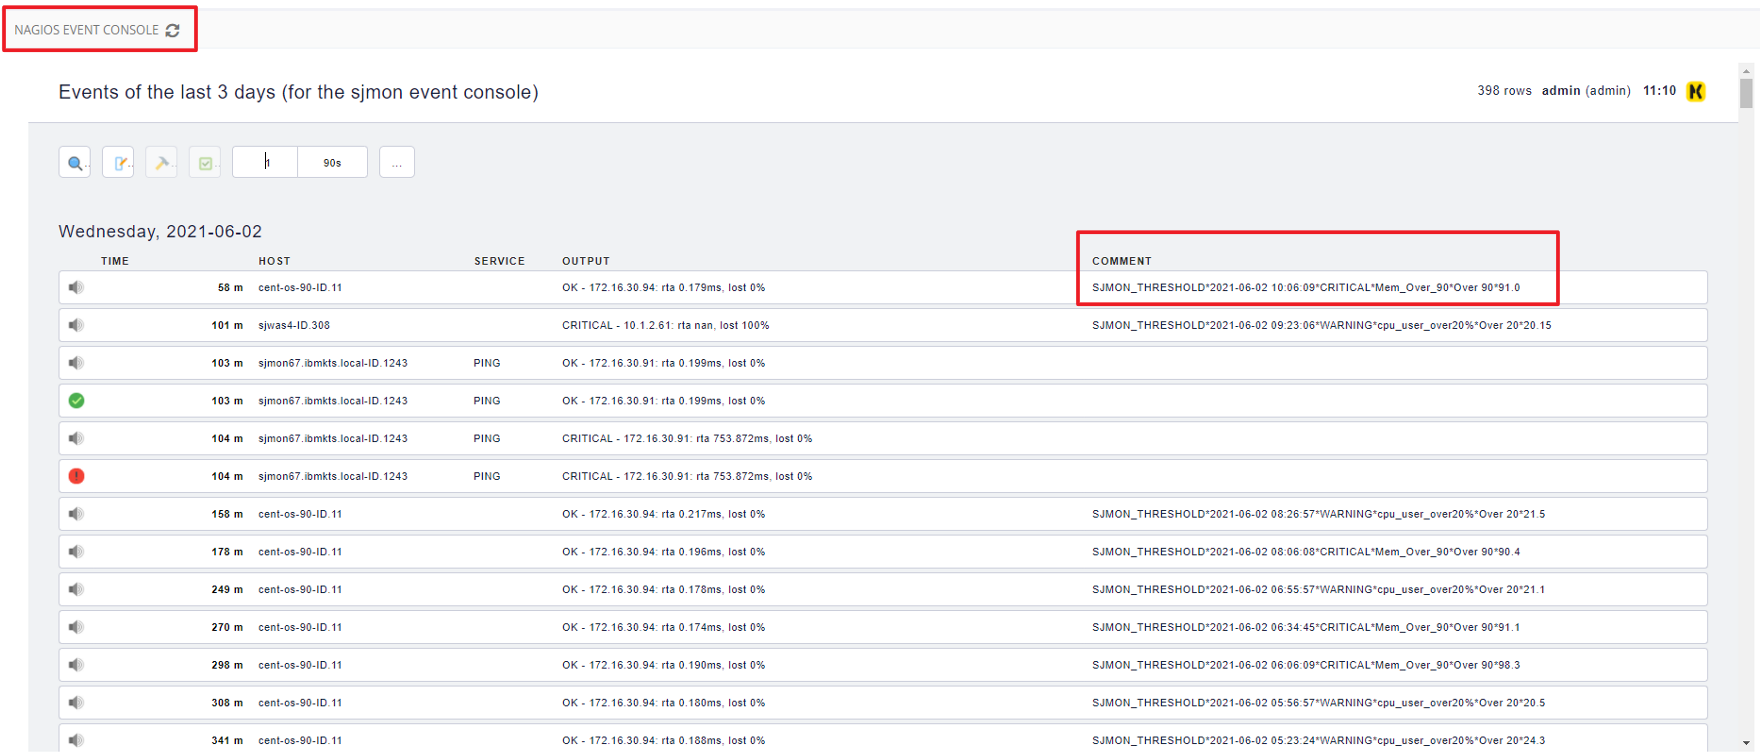 NAGIOS EVENT CONSOLE
Events of the last 3 days (for the sjmon event console) 398 rows admin (admin) 11:10
.. .. .. .. 1 90s ...
Wednesday, 2021-06-02
TIME HOST SERVICE OUTPUT COMMENT
58 m cent-os-90-ID.11 OK - 172.16.30.94: rta 0.179ms, lost 0% SJMON_THRESHOLD*2021-06-02 10:06:09*CRITICAL*Mem_Over_90*Over 90*91.0
101 m sjwas4-ID.308 CRITICAL - 10.1.2.61: rta nan, lost 100% SJMON_THRESHOLD*2021-06-02 09:23:06*WARNING*cpu_user_over20%*Over 20*20.15
103 m sjmon67.ibmkts.local-ID.1243 PING OK - 172.16.30.91: rta 0.199ms, lost 0%
103 m sjmon67.ibmkts.local-ID.1243 PING OK - 172.16.30.91: rta 0.199ms, lost 0%
104 m sjmon67.ibmkts.local-ID.1243 PING CRITICAL - 172.16.30.91: rta 753.872ms, lost 0%
104 m sjmon67.ibmkts.local-ID.1243 PING CRITICAL - 172.16.30.91: rta 753.872ms, lost 0%
158 m cent-os-90-ID.11 OK - 172.16.30.94: rta 0.217ms, lost 0% SJMON_THRESHOLD*2021-06-02 08:26:57*WARNING*cpu_user_over20%*Over 20*21.5
178 m cent-os-90-ID.11 OK - 172.16.30.94: rta 0.196ms, lost 0% SJMON_THRESHOLD*2021-06-02 08:06:08*CRITICAL*Mem_Over_90*Over 90*90.4
249 m cent-os-90-ID.11 OK - 172.16.30.94: rta 0.178ms, lost 0% SJMON_THRESHOLD*2021-06-02 06:55:57*WARNING*cpu_user_over20%*Over 20*21.1
270 m cent-os-90-ID.11 OK - 172.16.30.94: rta 0.174ms, lost 0% SJMON_THRESHOLD*2021-06-02 06:34:45*CRITICAL*Mem_Over_90*Over 90*91.1
298 m cent-os-90-ID.11 OK - 172.16.30.94: rta 0.190ms, lost 0% SJMON_THRESHOLD*2021-06-02 06:06:09*CRITICAL*Mem_Over_90*Over 90*98.3
308 m cent-os-90-ID.11 OK - 172.16.30.94: rta 0.180ms, lost 0% SJMON_THRESHOLD*2021-06-02 05:56:57*WARNING*cpu_user_over20%*Over 20*20.5
341 m cent-os-90-ID.11 OK - 172.16.30.94: rta 0.188ms, lost 0% SJMON_THRESHOLD*2021-06-02 05:23:24*WARNING*cpu_user_over20%*Over 20*24.3